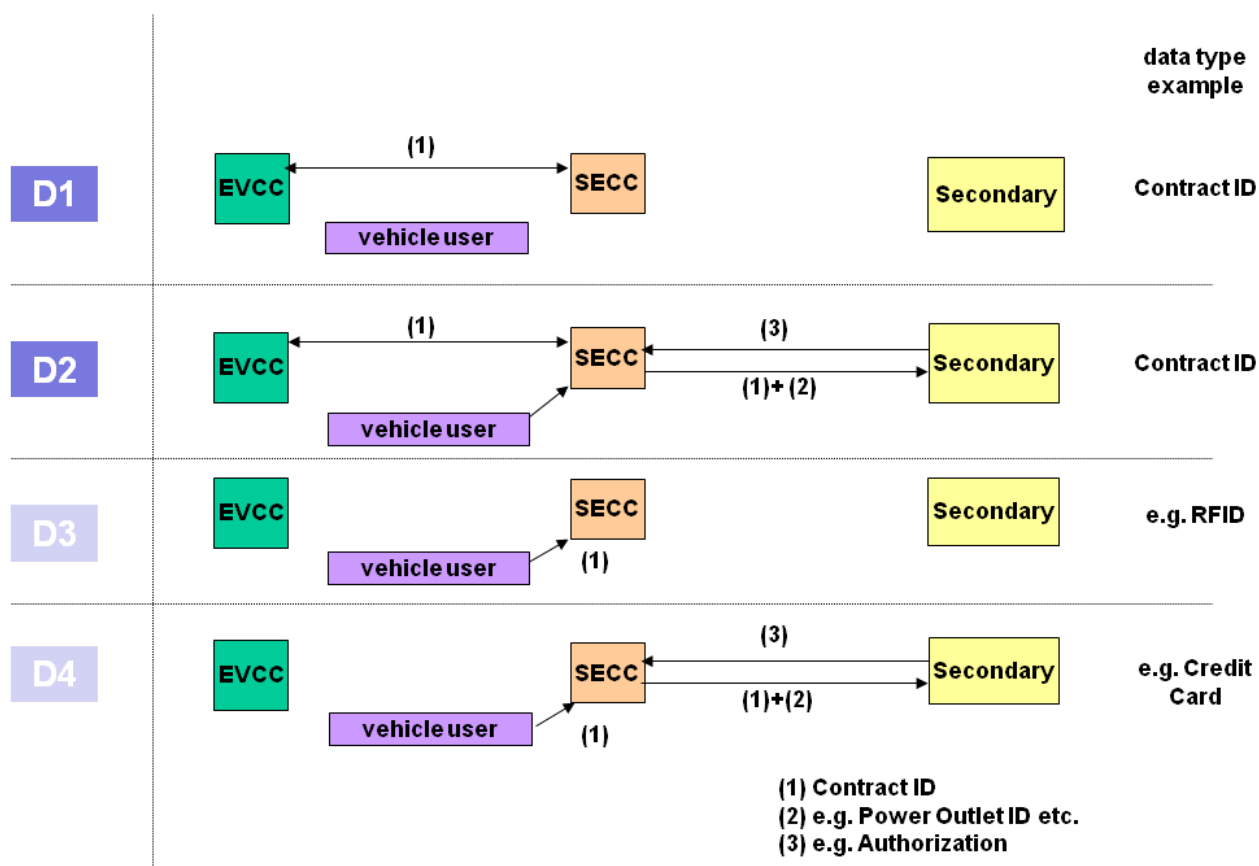 data type
example
(1)
D1
EVCC
SECC
Secondary
Contract ID
vehicle user
(1)
(3)
D2
EVCC
SECC
Secondary
Contract ID
(1)+ (2)
vehicle user
D3
EVCC
SECC
Secondary
e.g. RFID
vehicle user
(1)
(3)
D4
EVCC
SECC
Secondary
e.g. Credit
Card
(1)+(2)
vehicle user
(1)
(1) Contract ID
(2) e.g. Power Outlet ID etc.
(3) e.g. Authorization